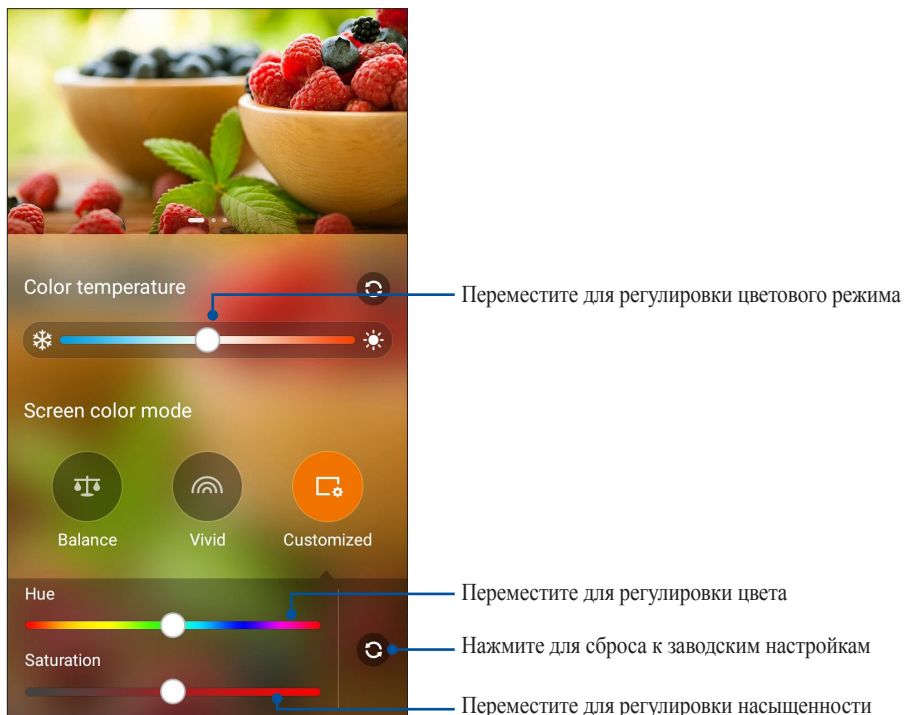 Color temperature
Переместите для регулировки цветового режима
Screen color mode
Balance
Vivid
Customized
Hue
Переместите для регулировки цвета
Нажмите для сброса к заводским настройкам
Saturation
Переместите для регулировки насыщенности